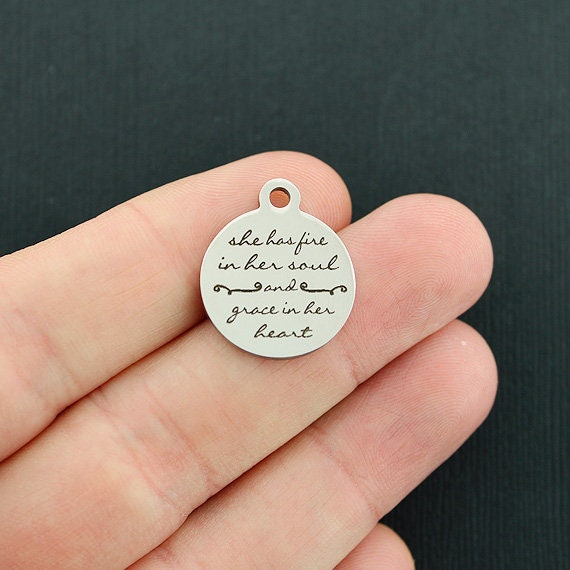 she has fire
in her soul
and
grace in her
heart